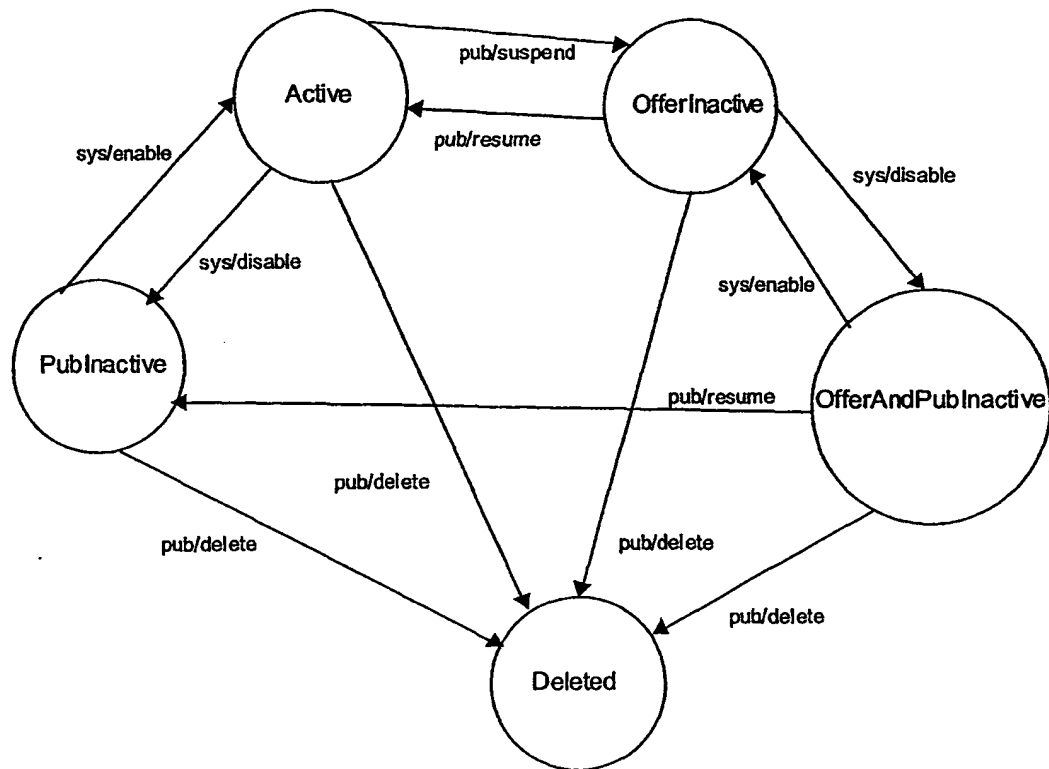 pub/suspend
Active
OfferInactive
pub/resume
sys/enable
sys/disable
sys/disable
sys/enable
PubInactive
pub/resume
OfferAndPubInactive
pub/delete
pub/delete
pub/delete
pub/delete
Deleted